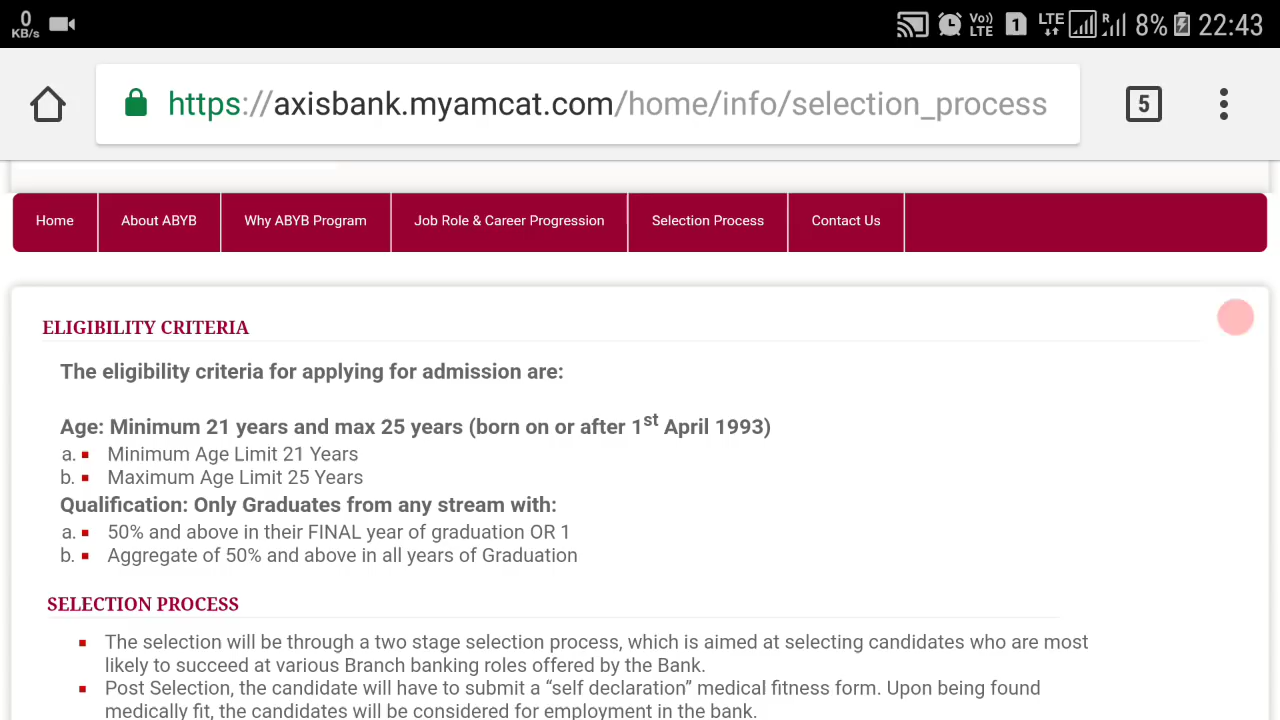 0
KB/s
Vo))
LTE
1
LTE
R
8%
22:43
https://axisbank.myamcat.com/home/info/selection_process
5
Home
About ABYB
Why ABYB Program
Job Role & Career Progression
Selection Process
Contact Us
ELIGIBILITY CRITERIA
The eligibility criteria for applying for admission are:
Age: Minimum 21 years and max 25 years (born on or after 1st April 1993)
a. ▪ Minimum Age Limit 21 Years
b. ▪ Maximum Age Limit 25 Years
Qualification: Only Graduates from any stream with:
a. ▪ 50% and above in their FINAL year of graduation OR 1
b. ▪ Aggregate of 50% and above in all years of Graduation
SELECTION PROCESS
▪ The selection will be through a two stage selection process, which is aimed at selecting candidates who are most
likely to succeed at various Branch banking roles offered by the Bank.
▪ Post Selection, the candidate will have to submit a “self declaration” medical fitness form. Upon being found
medically fit, the candidates will be considered for employment in the bank.